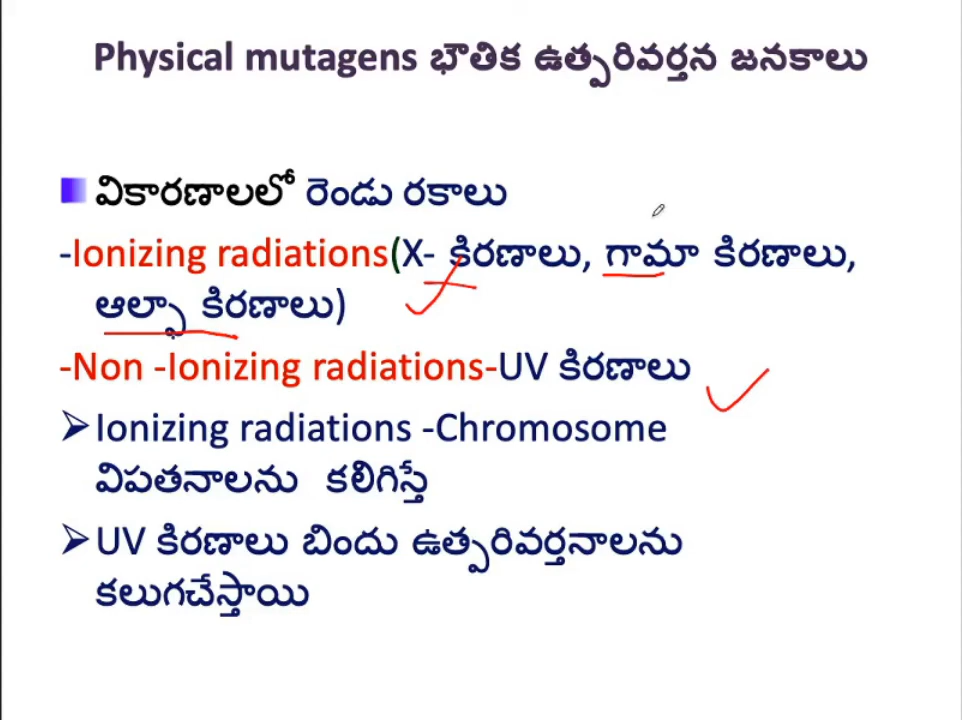 Physical mutagens భౌతిక ఉత్పరివర్తన జనకాలు
వికారణాలలో రెండు రకాలు
-Ionizing radiations(X- కిరణాలు, గామా కిరణాలు,
ఆల్ఫా కిరణాలు)
-Non -Ionizing radiations-UV కిరణాలు
Ionizing radiations -Chromosome
విపతనాలను కలిగిస్తే
UV కిరణాలు బిందు ఉత్పరివర్తనాలను
కలుగచేస్తాయి